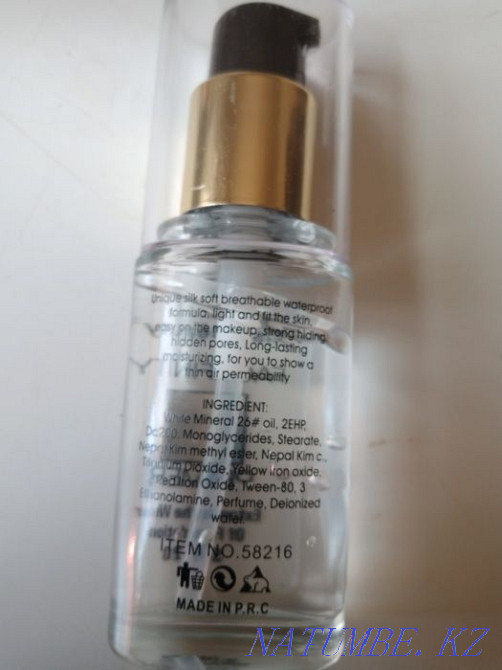 Unique silk soft breathable waterproof
formula, light and fit the skin,
easy on the makeup, strong hiding
hidden pores, Long-lasting
moisturizing, for you to show a
thin air permeability
INGREDIENT:
White Mineral 26# oil, 2EHP,
Monoglycerides, Stearate,
Nepal Kim methyl ester, Nepal Kim
Dioxide, Yellow iron oxide,
Red Iron Oxide, Tween-80, 3
Ethanolamine, Perfume, Deionized
water
ITEM NO.58216
MADE IN P.R.C
NATUMBE.KZ